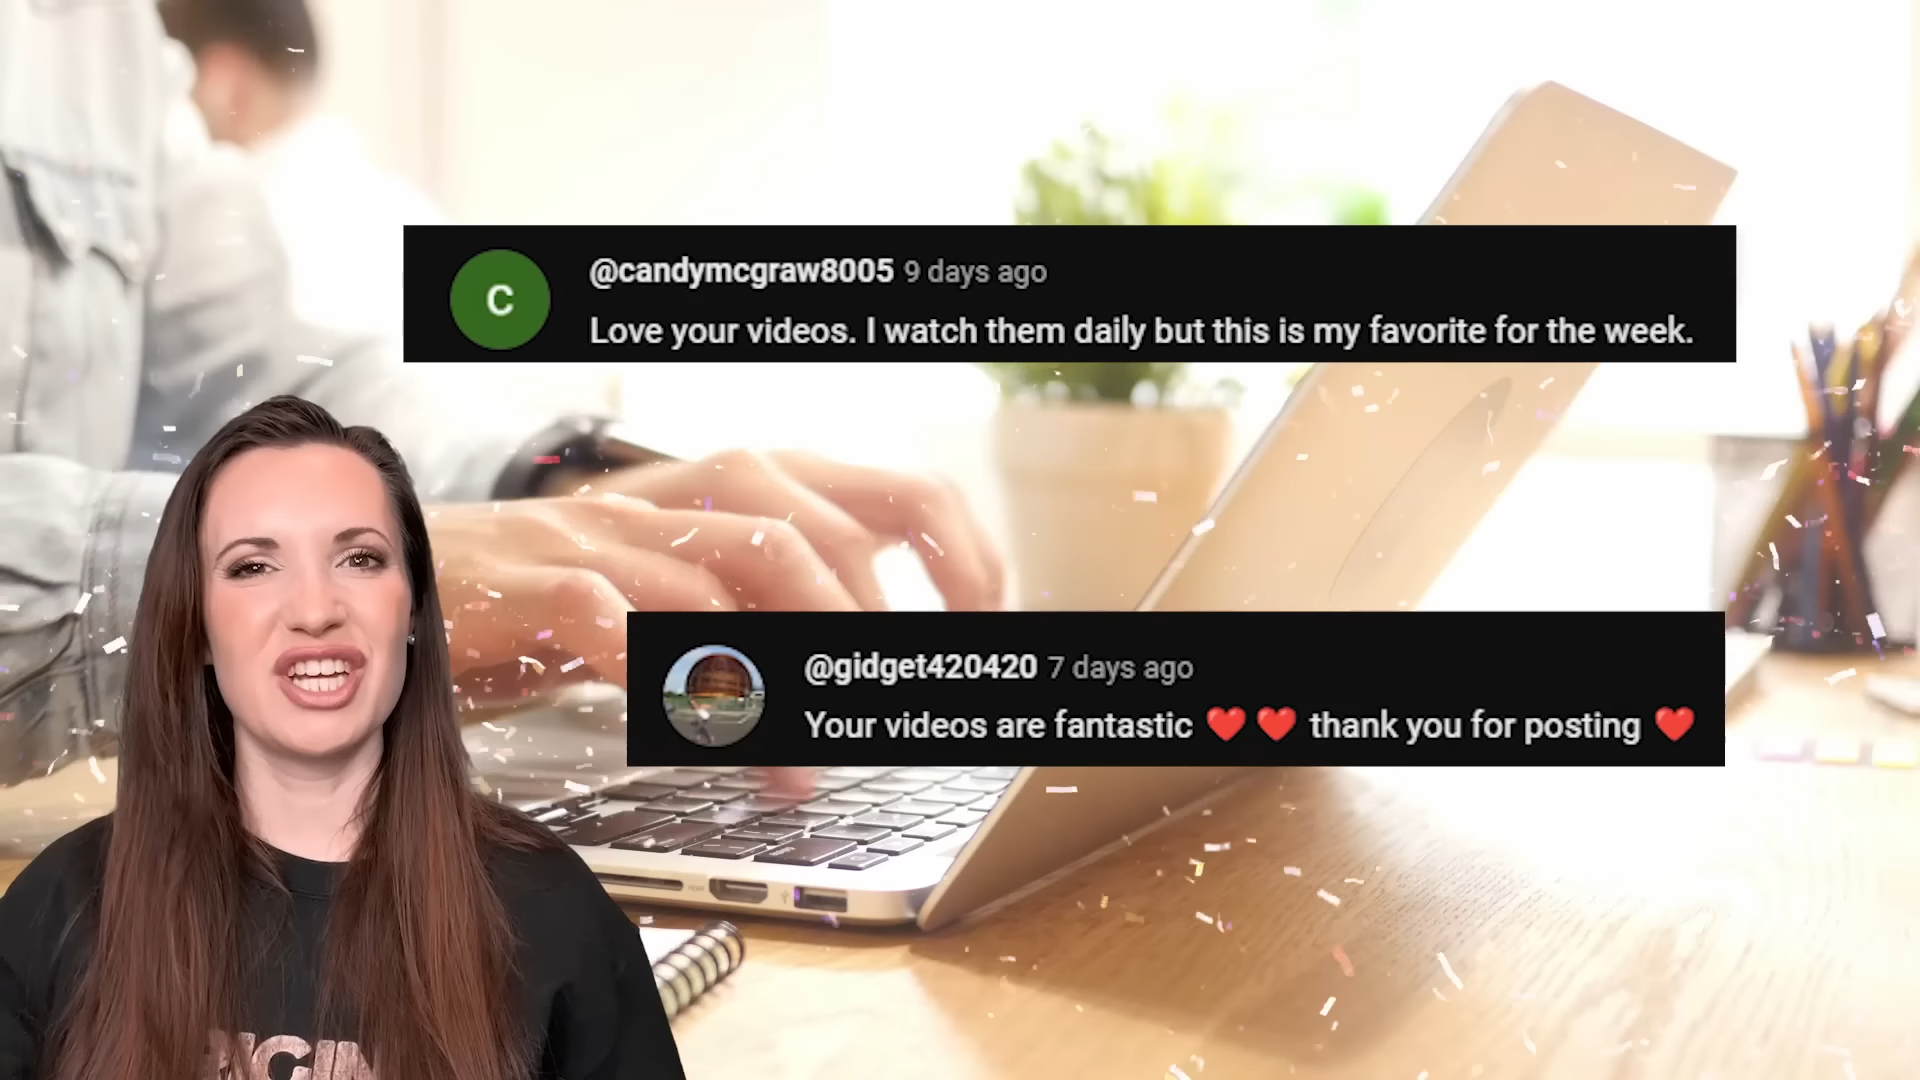 @candymcgraw8005 9 days ago
Love your videos. I watch them daily but this is my favorite for the week.
@gidget420420 7 days ago
Your videos are fantastic ❤️❤️ thank you for posting ❤️
C